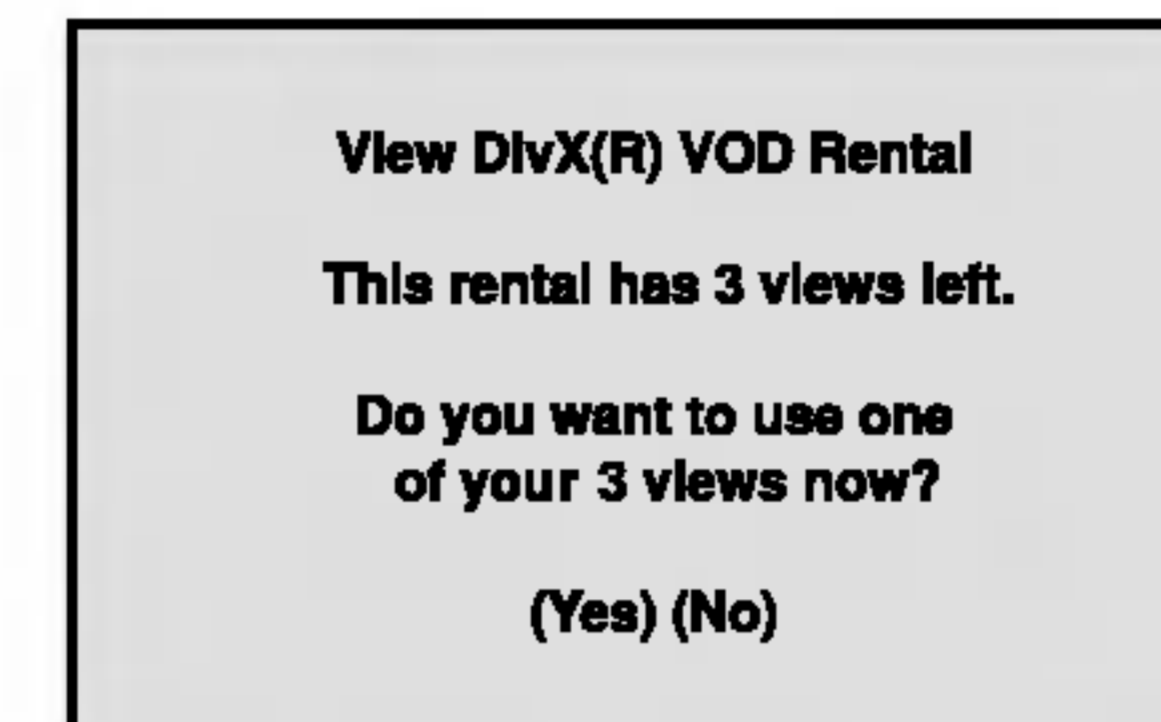 View DivX(R) VOD Rental
This rental has 3 views left.
Do you want to use one
of your 3 views now?
(Yes) (No)